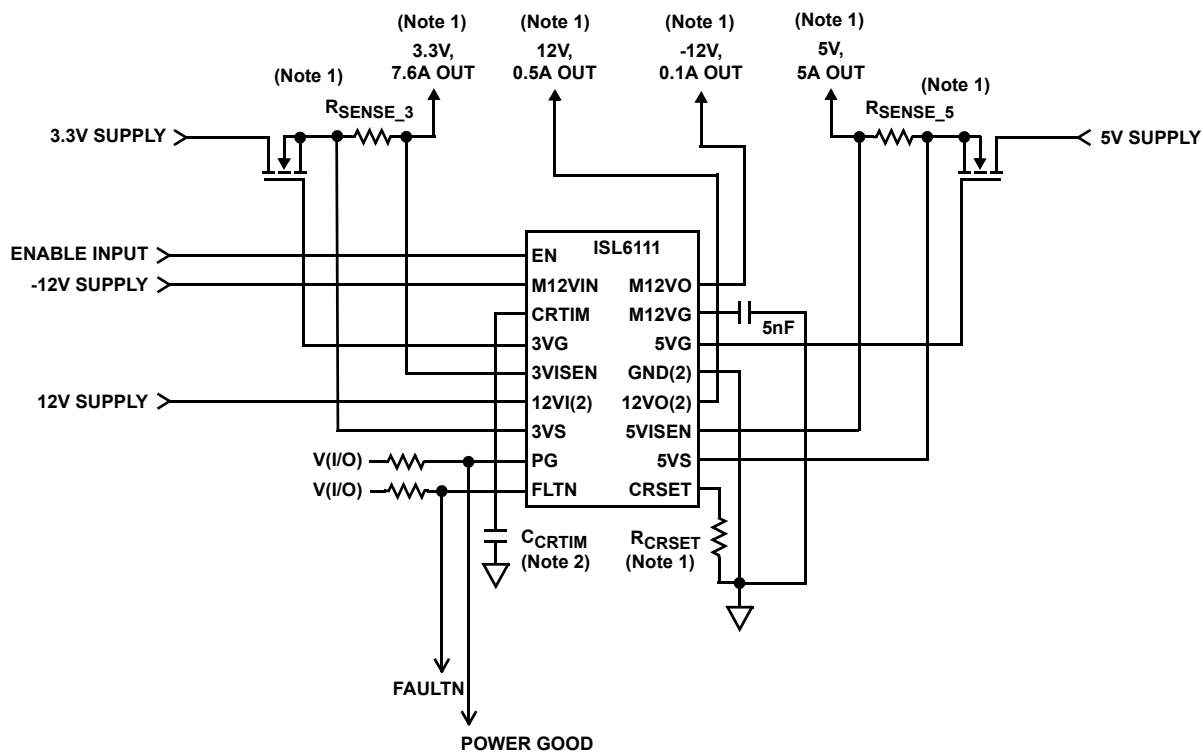 (Note 1)
3.3V,
7.6A OUT
(Note 1)
12V,
0.5A OUT
(Note 1)
-12V,
0.1A OUT
(Note 1)
5V,
5A OUT
(Note 1)
RSENSE_3
(Note 1)
RSENSE_5
3.3V SUPPLY
5V SUPPLY
ENABLE INPUT
-12V SUPPLY
12V SUPPLY
ISL6111
EN
M12VIN
CRTIM
3VG
3VISEN
12VI(2)
3VS
PG
FLTN
M12VO
M12VG
5VG
GND(2)
12VO(2)
5VISEN
5VS
CRSET
5nF
V(I/O)
V(I/O)
CCRTIM
(Note 2)
RCRSET
(Note 1)
FAULTN
POWER GOOD